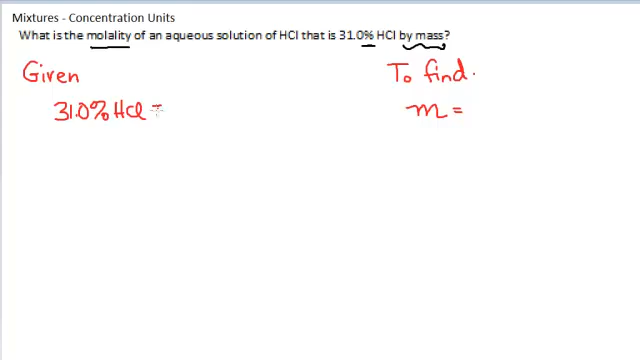 Mixtures - Concentration Units
What is the molality of an aqueous solution of HCl that is 31.0% HCl by mass?
Given
To find.
31.0% HCl =
m =